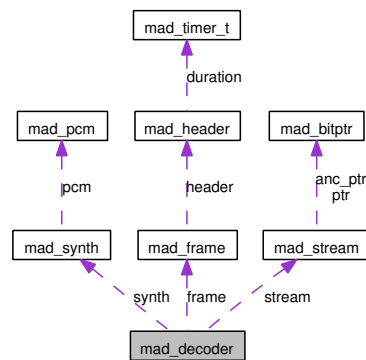 mad_timer_t
duration
mad_pcm
mad_header
mad_bitptr
pcm
header
anc_ptr
ptr
mad_synth
mad_frame
mad_stream
synth
frame
stream
mad_decoder